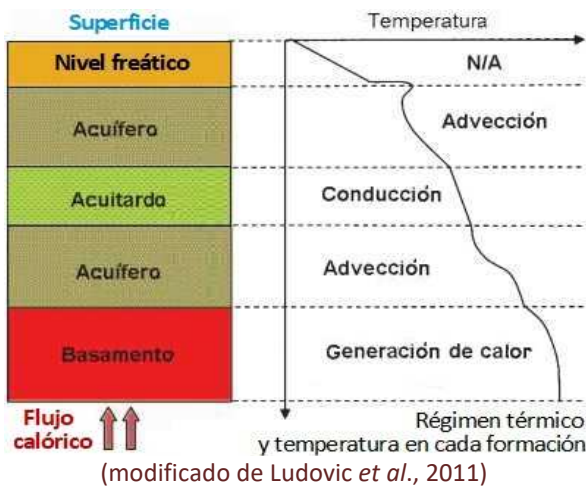 Superficie
Temperatura
Nivel freático
N/A
Acuífero
Advección
Acuitardo
Conducción
Acuífero
Advección
Basamento
Generación de calor
Flujo
calórico
Régimen térmico
y temperatura en cada formación
(modificado de Ludovic et al., 2011)